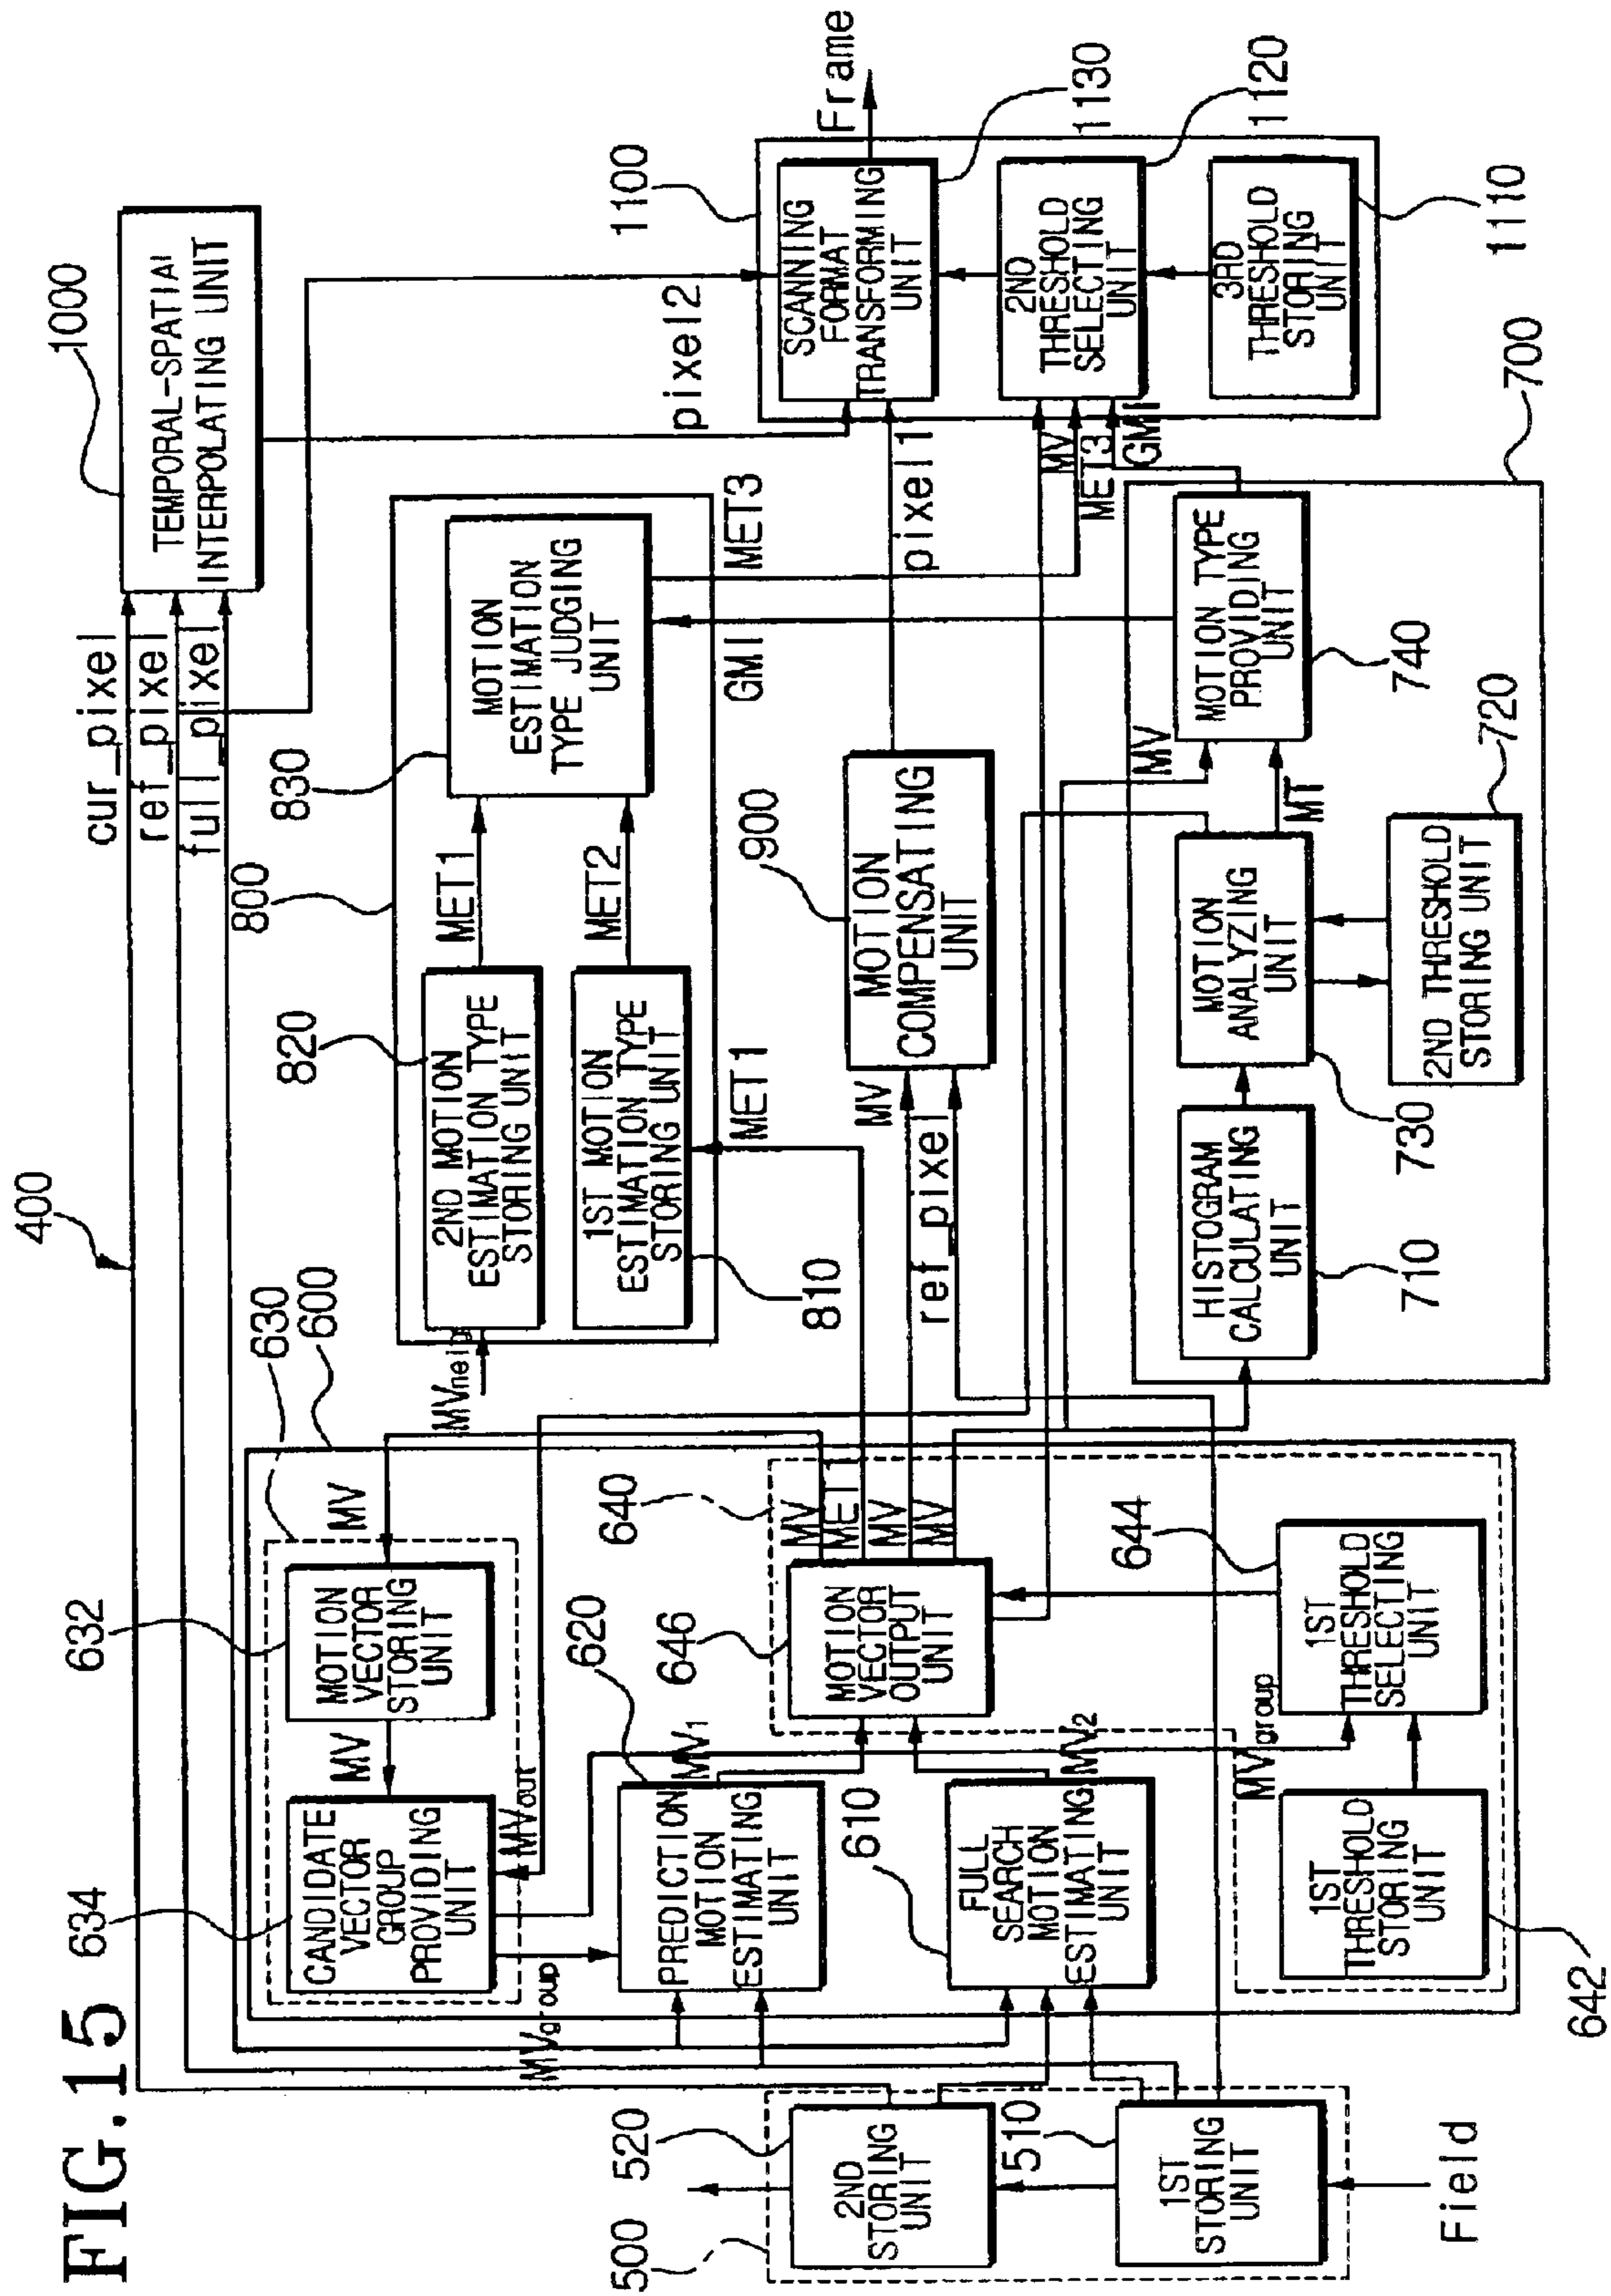 FIG.15
400
cur_pixel
ref_pixel
full_pixel
1000
TEMPORAL-SPATIAL
INTERPOLATING UNIT
pixel2
500
520
2ND
STORING
UNIT
510
1ST
STORING
UNIT
Field
600
630
634
CANDIDATE
VECTOR
GROUP
PROVIDING
UNIT
MV
632
MOTION
VECTOR
STORING
UNIT
MV
MVout
MVgroup
620
PREDICTION
MOTION
ESTIMATING
UNIT
MV1
610
FULL
SEARCH
MOTION
ESTIMATING
UNIT
MV2
640
646
MOTION
VECTOR
OUTPUT
UNIT
MV
MET1
MV
MV
MVgroup
644
1ST
THRESHOLD
SELECTING
UNIT
642
1ST
THRESHOLD
STORING
UNIT
800
820
2ND MOTION
ESTIMATION TYPE
STORING UNIT
1ST MOTION
ESTIMATION TYPE
STORING UNIT
810
MET1
MET1
MET2
830
MOTION
ESTIMATION
TYPE JUDGING
UNIT
MET3
GMI
900
MV
ref_pixel
MOTION
COMPENSATING
UNIT
pixel1
700
710
HISTOGRAM
CALCULATING
UNIT
730
MOTION
ANALYZING
UNIT
720
2ND THRESHOLD
STORING UNIT
MV
MT
740
MOTION TYPE
PROVIDING
UNIT
MV
MET3
GMI
1100
SCANNING
FORMAT
TRANSFORMING
UNIT
1130
Frame
2ND
THRESHOLD
SELECTING
UNIT
1120
3RD
THRESHOLD
STORING
UNIT
1110